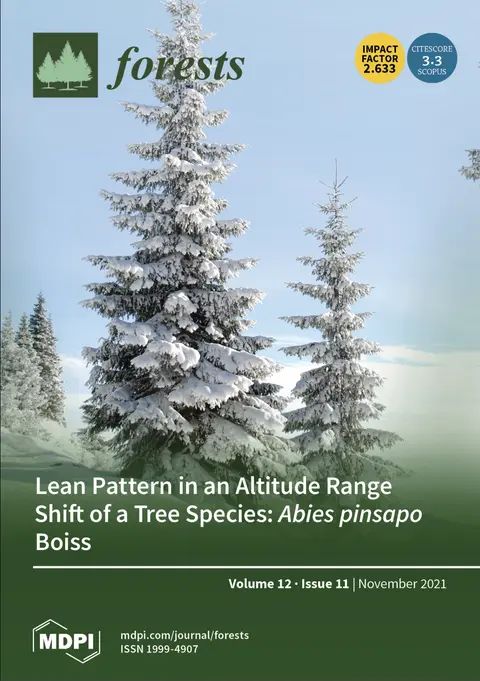 forests
IMPACT
FACTOR
2.633
CITESCORE
3.3
SCOPUS
Lean Pattern in an Altitude Range
Shift of a Tree Species: Abies pinsapo
Boiss
Volume 12 · Issue 11 | November 2021
MDPI
mdpi.com/journal/forests
ISSN 1999-4907